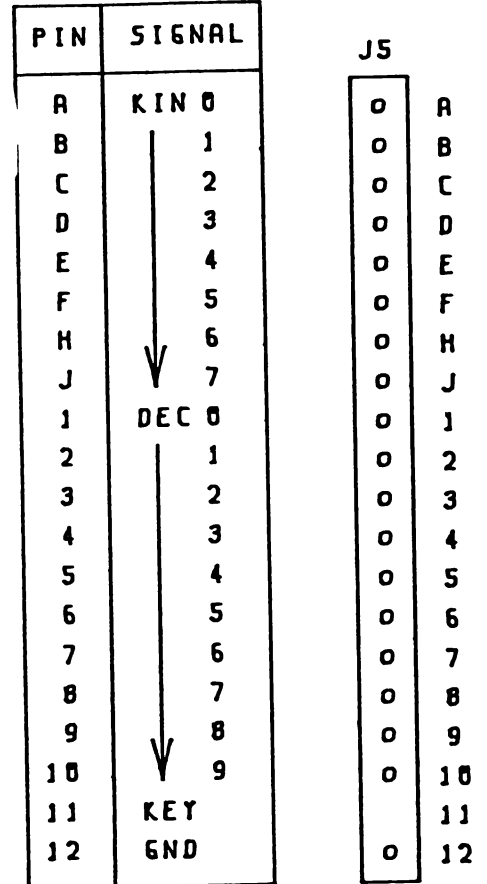 PIN SIGNAL
J5
A KIN 0 A
B 1 B
C 2 C
D 3 D
E 4 E
F 5 F
H 6 H
J 7 J
1 DEC 0 1
2 1 2
3 2 3
4 3 4
5 4 5
6 5 6
7 6 7
8 7 8
9 8 9
10 9 10
11 KEY 11
12 GND 12